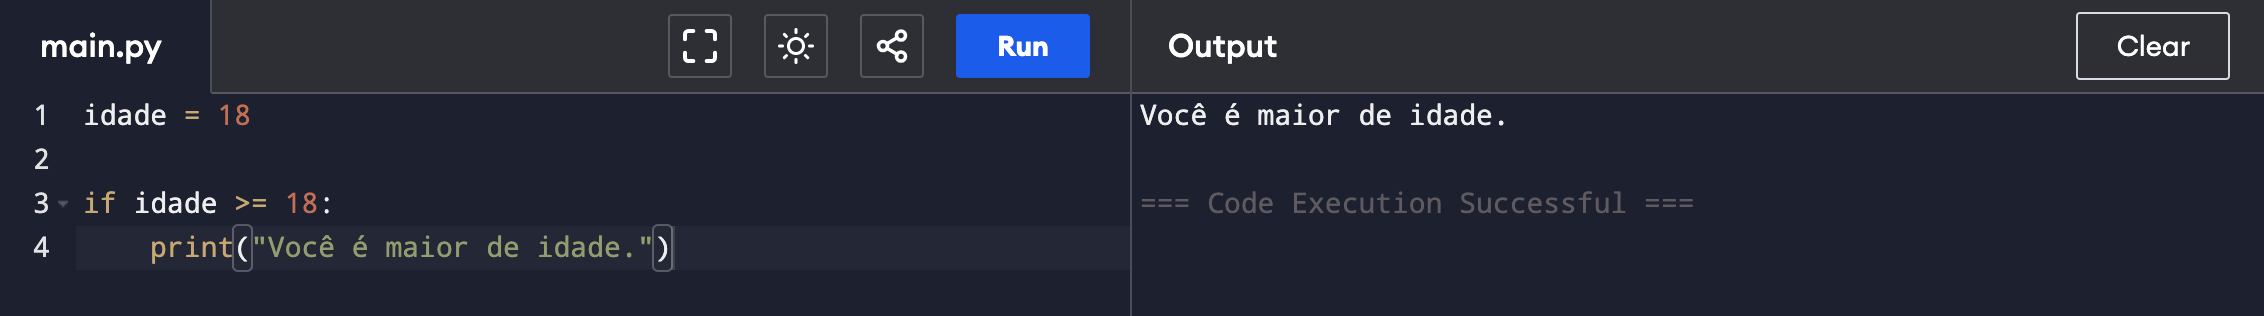 main.py
Run
Output
Clear
1 idade = 18
2
3 if idade >= 18:
4     print("Você é maior de idade.")
Você é maior de idade.
=== Code Execution Successful ===